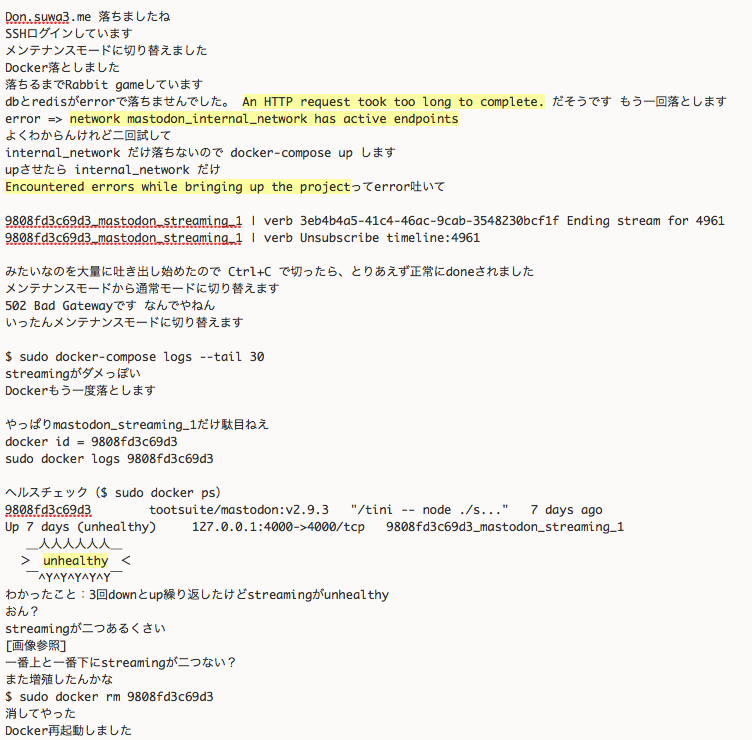 Don.suwa3.me 落ちましたね
SSHログインしています
メンテナンスモードに切り替えました
Docker落としました
落ちるまでRabbit gameしています
dbとredisがerrorで落ちませんでした。 An HTTP request took too long to complete. だそうです もう一回落とします
error => network mastodon_internal_network has active endpoints
よくわからんけれど二回試して
internal_network だけ落ちないので docker-compose up します
upさせたら internal_network だけ
Encountered errors while bringing up the projectってerror吐いて
9808fd3c69d3_mastodon_streaming_1 | verb 3eb4b4a5-41c4-46ac-9cab-3548230bcf1f Ending stream for 4961
9808fd3c69d3_mastodon_streaming_1 | verb Unsubscribe timeline:4961
みたいなのを大量に吐き出し始めたので Ctrl+C で切ったら、とりあえず正常にdoneされました
メンテナンスモードから通常モードに切り替えます
502 Bad Gatewayです なんでやねん
いったんメンテナンスモードに切り替えます
$ sudo docker-compose logs --tail 30
streamingがダメっぽい
Dockerもう一度落とします
やっぱりmastodon_streaming_1だけ駄目ねえ
docker id = 9808fd3c69d3
sudo docker logs 9808fd3c69d3
ヘルスチェック（$ sudo docker ps）
9808fd3c69d3 tootsuite/mastodon:v2.9.3 "/tini -- node ./s..." 7 days ago
Up 7 days (unhealthy) 127.0.0.1:4000->4000/tcp 9808fd3c69d3_mastodon_streaming_1
＿人人人人人人＿
＞ unhealthy ＜
￣^Y^Y^Y^Y^Y￣
わかったこと：3回downとup繰り返したけどstreamingがunhealthy
おん？
streamingが二つあるくさい
[画像参照]
一番上と一番下にstreamingが二つない？
また増殖したんかな
$ sudo docker rm 9808fd3c69d3
消してやった
Docker再起動しました